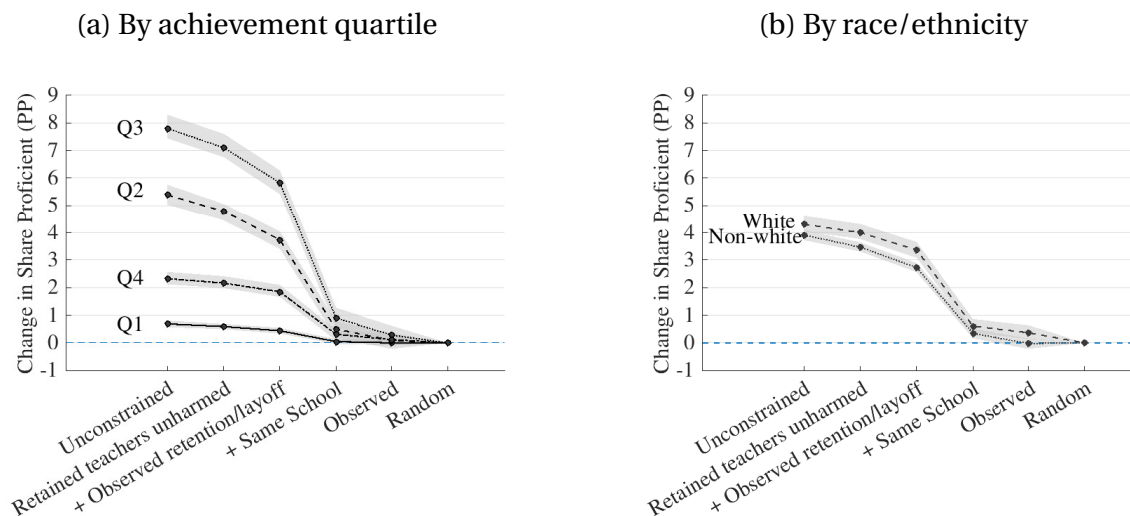 (a) By achievement quartile
Change in Share Proficient (PP)
9
8
7
6
5
4
3
2
1
0
-1
Q3
Q2
Q4
Q1
Unconstrained
Retained teachers unharmed
+ Observed retention/layoff
+ Same School
Observed
Random
(b) By race/ethnicity
Change in Share Proficient (PP)
9
8
7
6
5
4
3
2
1
0
-1
White
Non-white
Unconstrained
Retained teachers unharmed
+ Observed retention/layoff
+ Same School
Observed
Random